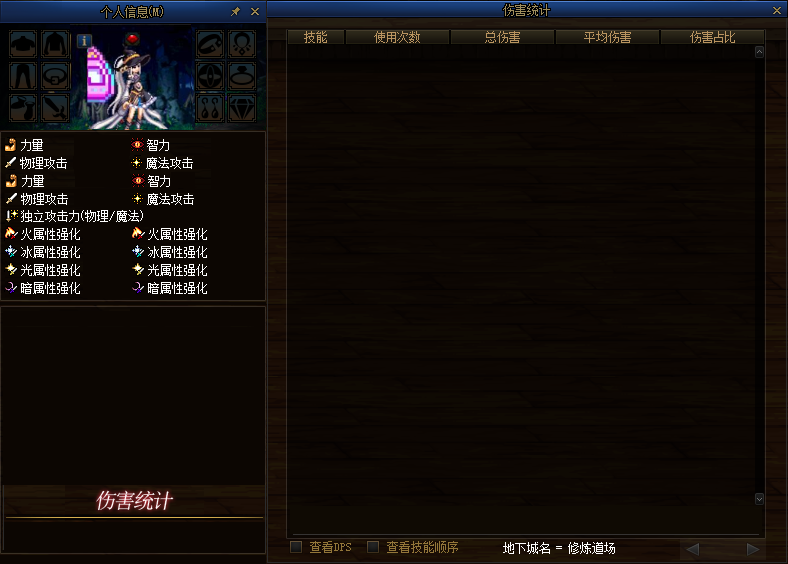 个人信息(M)
伤害统计
技能 使用次数 总伤害 平均伤害 伤害占比
力量 智力
物理攻击 魔法攻击
力量 智力
物理攻击 魔法攻击
独立攻击力(物理/魔法)
火属性强化 火属性强化
冰属性强化 冰属性强化
光属性强化 光属性强化
暗属性强化 暗属性强化
伤害统计
查看DPS 查看技能顺序 地下城名 = 修炼道场